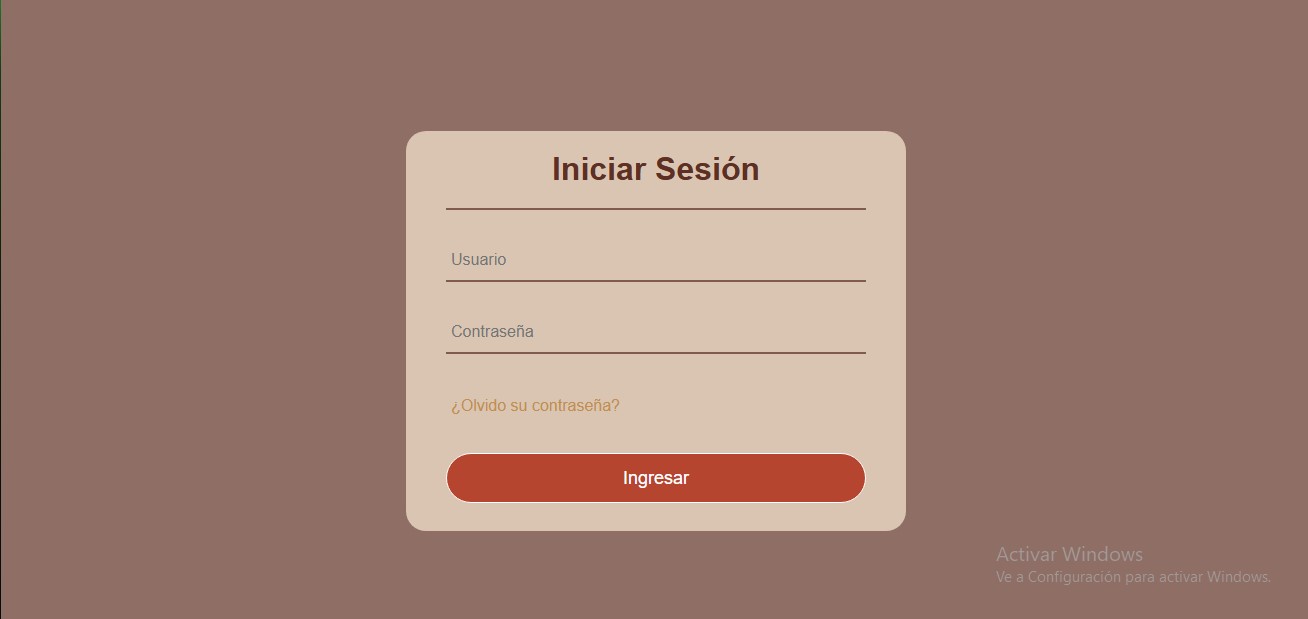 Iniciar Sesión
Usuario
Contraseña
¿Olvido su contraseña?
Ingresar
Activar Windows
Ve a Configuración para activar Windows.